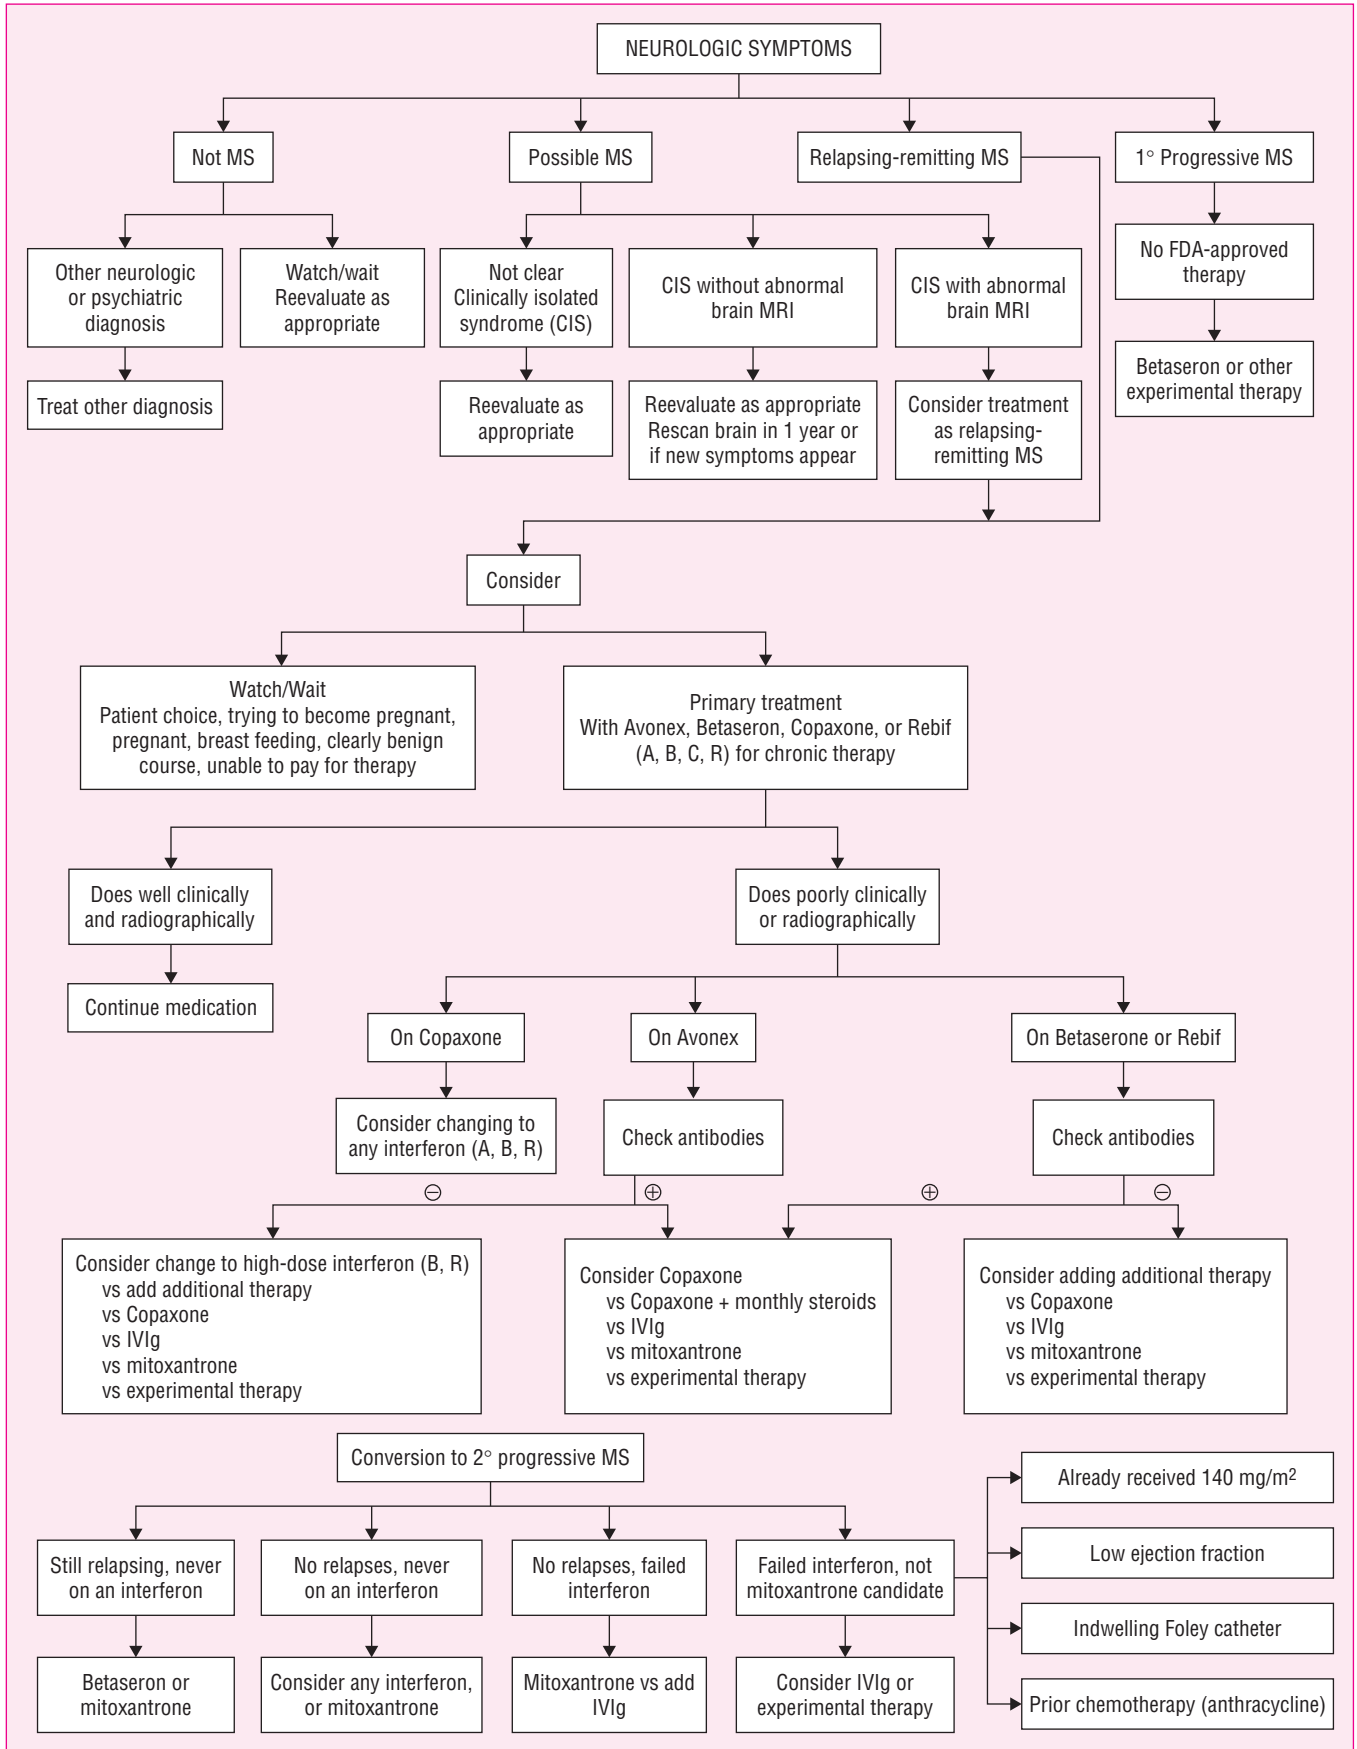 NEUROLOGIC SYMPTOMS
Not MS
Possible MS
Relapsing-remitting MS
1° Progressive MS
Other neurologic
or psychiatric
diagnosis
Watch/wait
Reevaluate as
appropriate
Not clear
Clinically isolated
syndrome (CIS)
CIS without abnormal
brain MRI
CIS with abnormal
brain MRI
No FDA-approved
therapy
Treat other diagnosis
Reevaluate as
appropriate
Reevaluate as appropriate
Rescan brain in 1 year or
if new symptoms appear
Consider treatment
as relapsing-
remitting MS
Betaseron or other
experimental therapy
Consider
Watch/Wait
Patient choice, trying to become pregnant,
pregnant, breast feeding, clearly benign
course, unable to pay for therapy
Primary treatment
With Avonex, Betaseron, Copaxone, or Rebif
(A, B, C, R) for chronic therapy
Does well clinically
and radiographically
Does poorly clinically
or radiographically
Continue medication
On Copaxone
On Avonex
On Betaserone or Rebif
Consider changing to
any interferon (A, B, R)
Check antibodies
Check antibodies
⊖
⊕
⊕
⊖
Consider change to high-dose interferon (B, R)
vs add additional therapy
vs Copaxone
vs IVIg
vs mitoxantrone
vs experimental therapy
Consider Copaxone
vs Copaxone + monthly steroids
vs IVIg
vs mitoxantrone
vs experimental therapy
Consider adding additional therapy
vs Copaxone
vs IVIg
vs mitoxantrone
vs experimental therapy
Conversion to 2° progressive MS
Still relapsing, never
on an interferon
No relapses, never
on an interferon
No relapses, failed
interferon
Failed interferon, not
mitoxantrone candidate
Already received 140 mg/m²
Low ejection fraction
Indwelling Foley catheter
Prior chemotherapy (anthracycline)
Betaseron or
mitoxantrone
Consider any interferon,
or mitoxantrone
Mitoxantrone vs add
IVIg
Consider IVIg or
experimental therapy